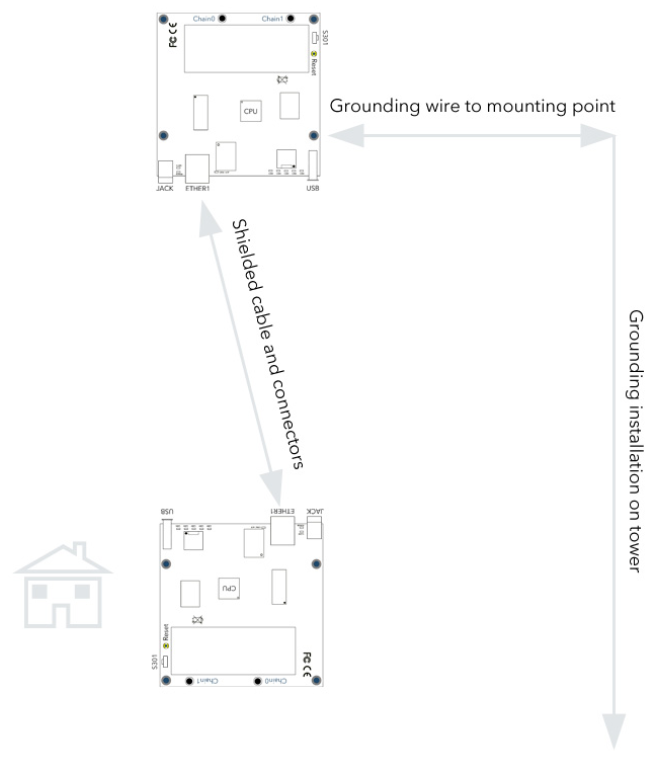 Chain0
Chain1
FC CE
S301
Reset
CPU
Grounding wire to mounting point
JACK
ETHER1
USB
Shielded cable and connectors
Grounding installation on tower
USB
ETHER1
JACK
CPU
Reset
S301
FC CE
Chain1
Chain0